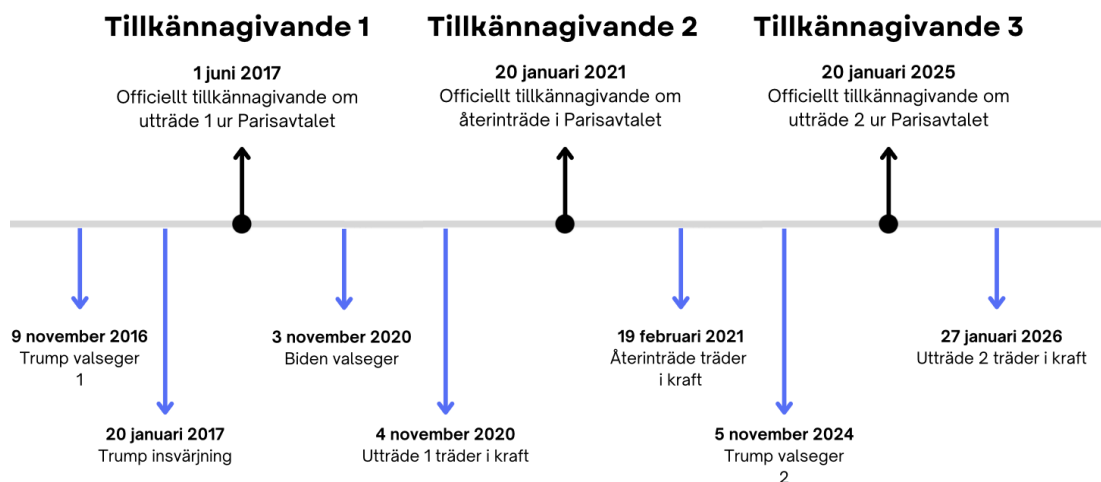 Tillkännagivande 1
1 juni 2017
Officiellt tillkännagivande om
utträde 1 ur Parisavtalet
Tillkännagivande 2
20 januari 2021
Officiellt tillkännagivande om
återinträde i Parisavtalet
Tillkännagivande 3
20 januari 2025
Officiellt tillkännagivande om
utträde 2 ur Parisavtalet
9 november 2016
Trump valseger
1
20 januari 2017
Trump insvärjning
3 november 2020
Biden valseger
4 november 2020
Utträde 1 träder i kraft
19 februari 2021
Återinträde träder
i kraft
5 november 2024
Trump valseger
2
27 januari 2026
Utträde 2 träder i kraft